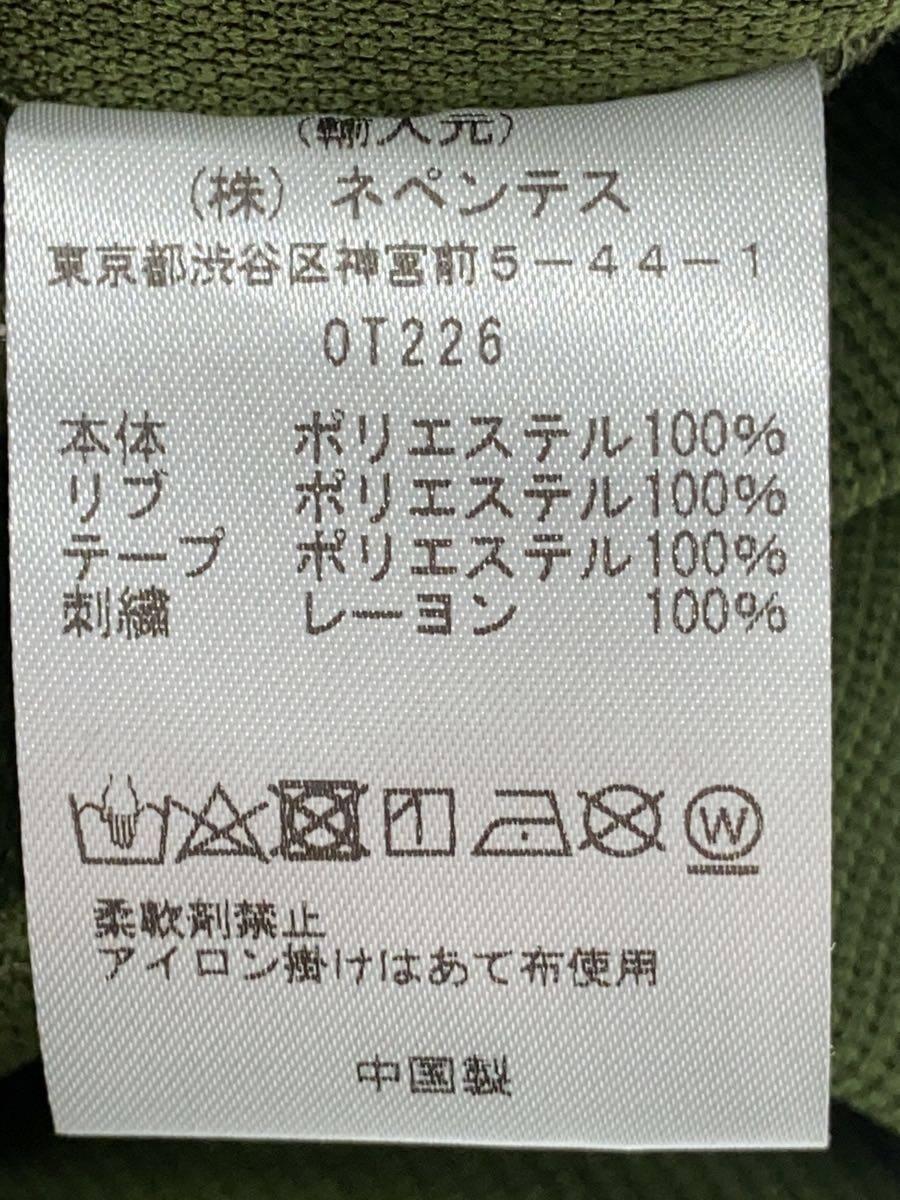 (輸入元)
(株) ネペンテス
東京都渋谷区神宮前5-44-1
OT226
本体 ポリエステル100%
リブ ポリエステル100%
テープ ポリエステル100%
刺繍 レーヨン 100%
W
柔軟剤禁止
アイロン掛けはあて布使用
中国製